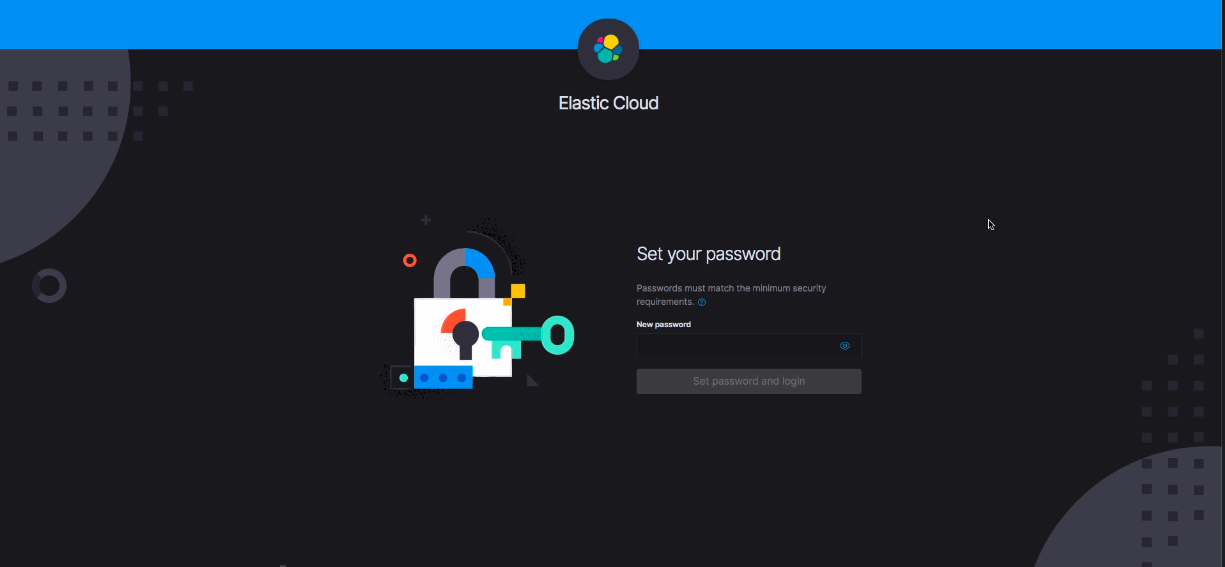 Elastic Cloud
Set your password
Passwords must match the minimum security
requirements.
New password
Set password and login